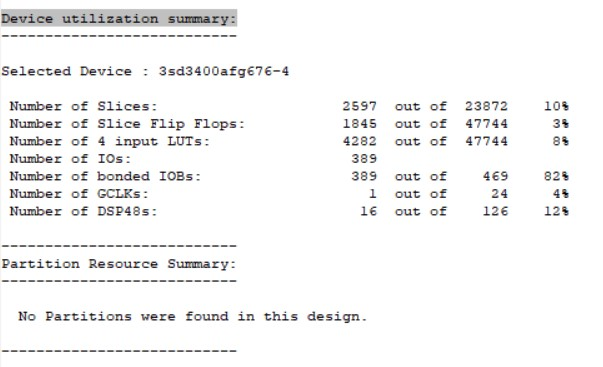 Device utilization summary:
---------------------------
Selected Device : 3sd3400afg676-4
Number of Slices: 2597 out of 23872 10%
Number of Slice Flip Flops: 1845 out of 47744 3%
Number of 4 input LUTs: 4282 out of 47744 8%
Number of IOs: 389
Number of bonded IOBs: 389 out of 469 82%
Number of GCLKs: 1 out of 24 4%
Number of DSP48s: 16 out of 126 12%
---------------------------
Partition Resource Summary:
---------------------------
No Partitions were found in this design.
---------------------------